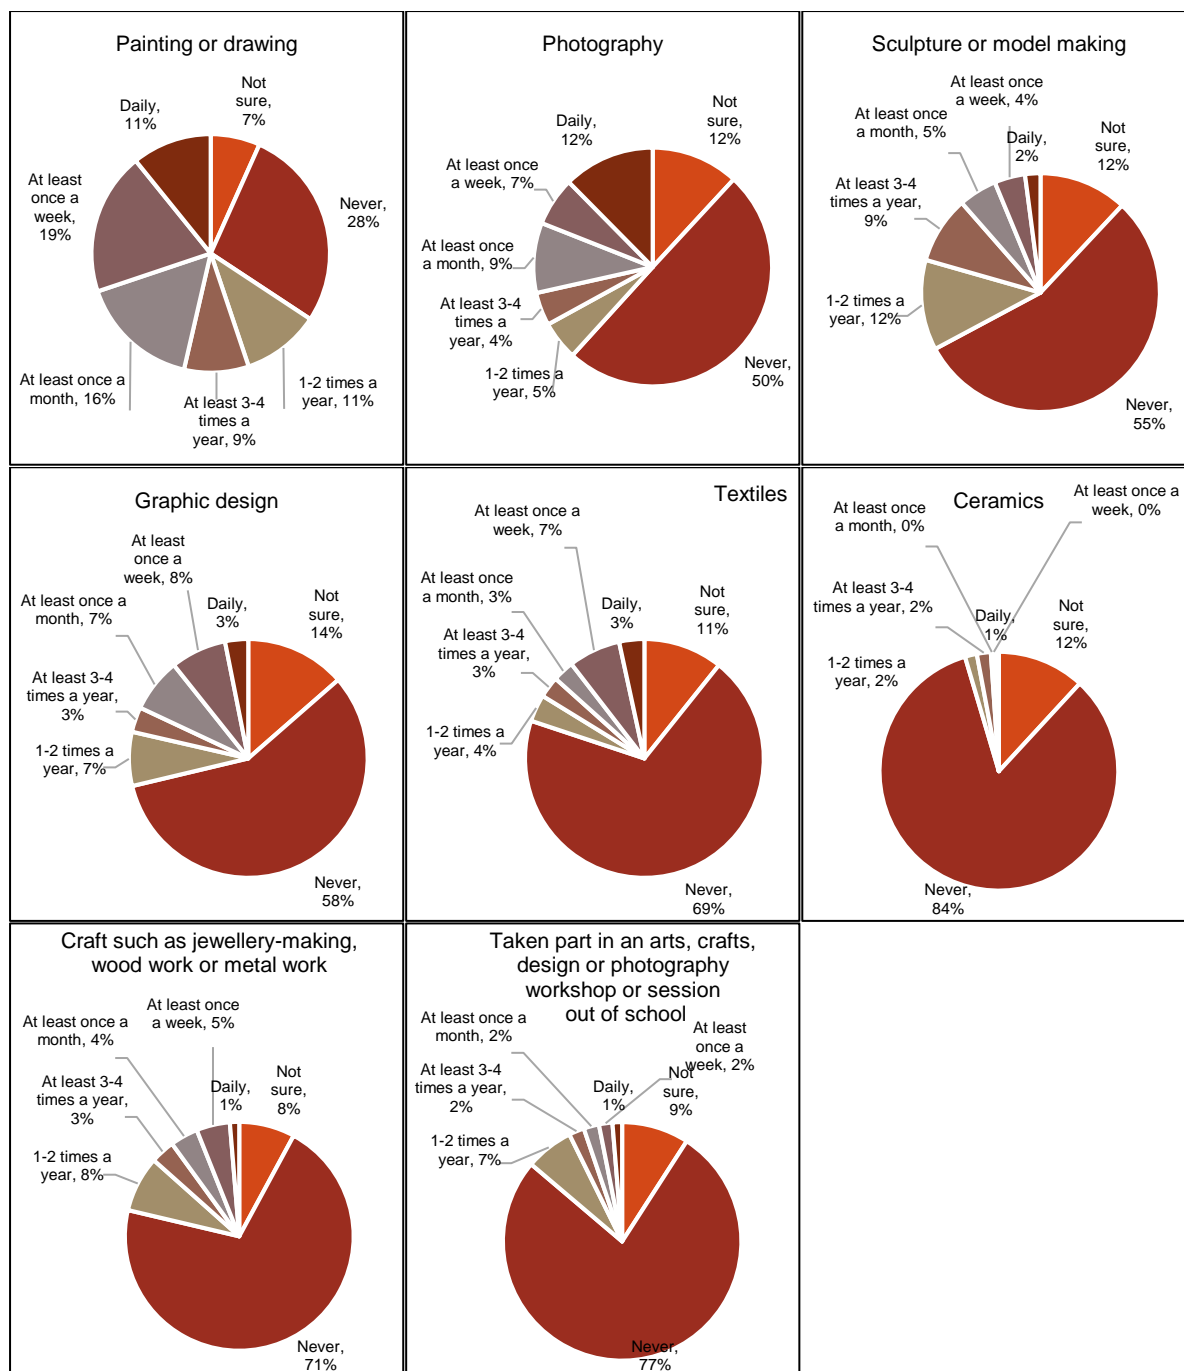 Painting or drawing
Daily,
11%
Not
sure,
7%
At least
once a
week,
19%
Never,
28%
At least once a
month, 16%
At least 3-4
times a
year, 9%
1-2 times a
year, 11%
Photography
Daily,
12%
Not
sure,
12%
At least once
a week, 7%
At least once
a month, 9%
At least 3-4
times a
year, 4%
1-2 times a
year, 5%
Never,
50%
Sculpture or model making
At least once
a week, 4%
At least once
a month, 5%
Daily,
2%
Not
sure,
12%
At least 3-4
times a year,
9%
1-2 times a
year, 12%
Never,
55%
Graphic design
At least
once a
week, 8%
Daily,
3%
Not
sure,
14%
At least once a
month, 7%
At least 3-4
times a year,
3%
1-2 times a
year, 7%
Never,
58%
Textiles
At least once a
week, 7%
At least once
a month, 3%
Daily,
3%
Not
sure,
11%
At least 3-4
times a year,
3%
1-2 times a
year, 4%
Never,
69%
Ceramics
At least once a
week, 0%
At least once
a month, 0%
At least 3-4
times a year, 2%
Daily,
1%
Not
sure,
12%
1-2 times a
year, 2%
Never,
84%
Craft such as jewellery-making,
wood work or metal work
At least once
a week, 5%
At least once a
month, 4%
At least 3-4
times a year,
3%
Daily,
1%
Not
sure,
8%
1-2 times a
year, 8%
Never,
71%
Taken part in an arts, crafts,
design or photography
workshop or session
out of school
At least once a
month, 2%
At least
once a
week, 2%
At least 3-4
times a year,
2%
Daily,
1%
Not
sure,
9%
1-2 times a
year, 7%
Never,
77%